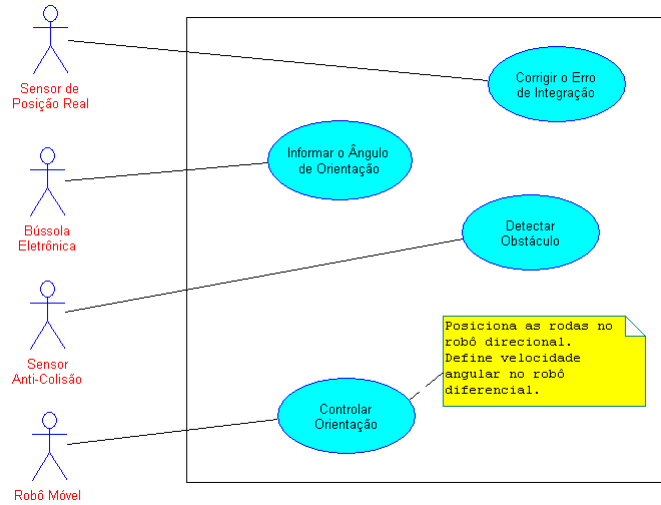 Sensor de
Posição Real
Corrigir o Erro
de Integração
Informar o Ângulo
de Orientação
Bússola
Eletrônica
Detectar
Obstáculo
Sensor
Anti-Colisão
Posiciona as rodas no
robô direcional.
Define velocidade
angular no robô
diferencial.
Controlar
Orientação
Robô Móvel